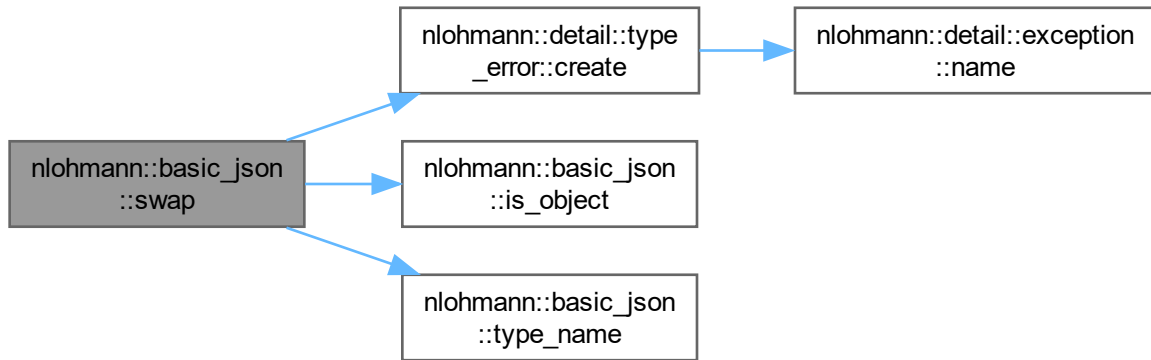 nlohmann::detail::type
_error::create
nlohmann::detail::exception
::name
nlohmann::basic_json
::swap
nlohmann::basic_json
::is_object
nlohmann::basic_json
::type_name